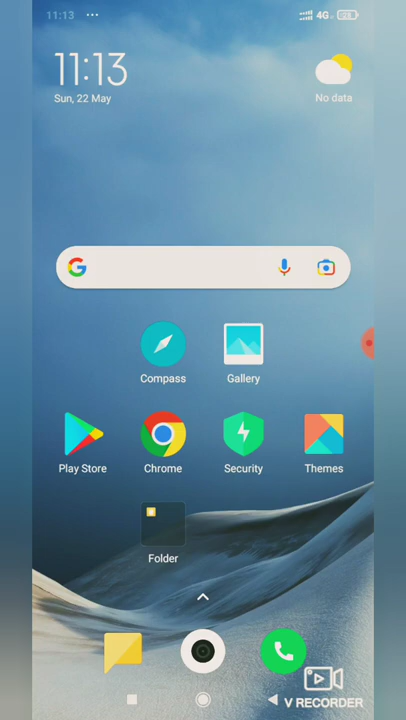 11:13 ...
4G
11:13
Sun, 22 May
No data
Compass
Gallery
Play Store
Chrome
Security
Themes
Folder
V RECORDER